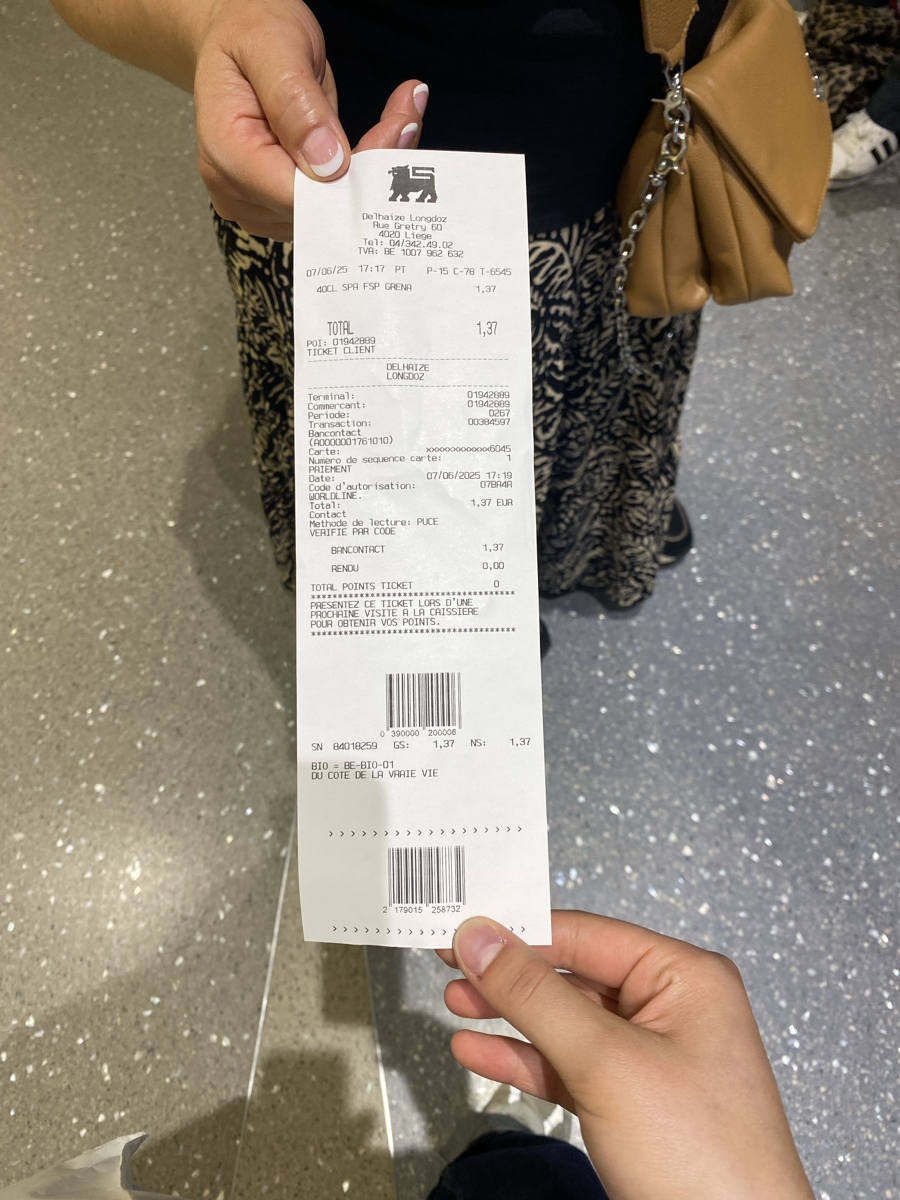 Delhaize Longdoz
Rue Gretry 60
4020 Liege
Tel: 04/342.49.02
TVA: BE 1007 962 632
07/06/25 17:17 PT P-15 C-78 T-6545
40CL SPA FSP GRENA 1,37
TOTAL 1,37
POI: 01942889
TICKET CLIENT
DELHAIZE
LONGDOZ
Terminal: 01942889
Commercant: 01942889
Periode: 0267
Transaction: 00384597
Bancontact
(A0000001761010)
Carte: xxxxxxxxxxxx6045
Numero de sequence carte: 1
PAIEMENT
Date: 07/06/2025 17:19
Code d'autorisation: 07BA4A
WORLDLINE.
Total: 1,37 EUR
Contact
Methode de lecture: PUCE
VERIFIE PAR CODE
BANCONTACT 1,37
RENDU 0,00
TOTAL POINTS TICKET 0
************************************
PRESENTEZ CE TICKET LORS D'UNE
PROCHAINE VISITE A LA CAISSIERE
POUR OBTENIR VOS POINTS.
************************************
0 390000 200006
SN 84018259 GS: 1,37 NS: 1,37
BIO = BE-BIO-01
DU COTE DE LA VRAIE VIE
> > > > > > > > > > > > > > > > > >
2 179015 258732
> > > > > > > > > > > > > > > > > >